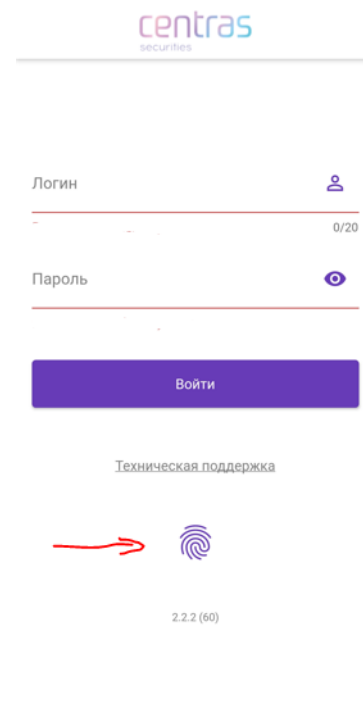 centras
securities
Логин
0/20
Пароль
Войти
Техническая поддержка
2.2.2 (60)